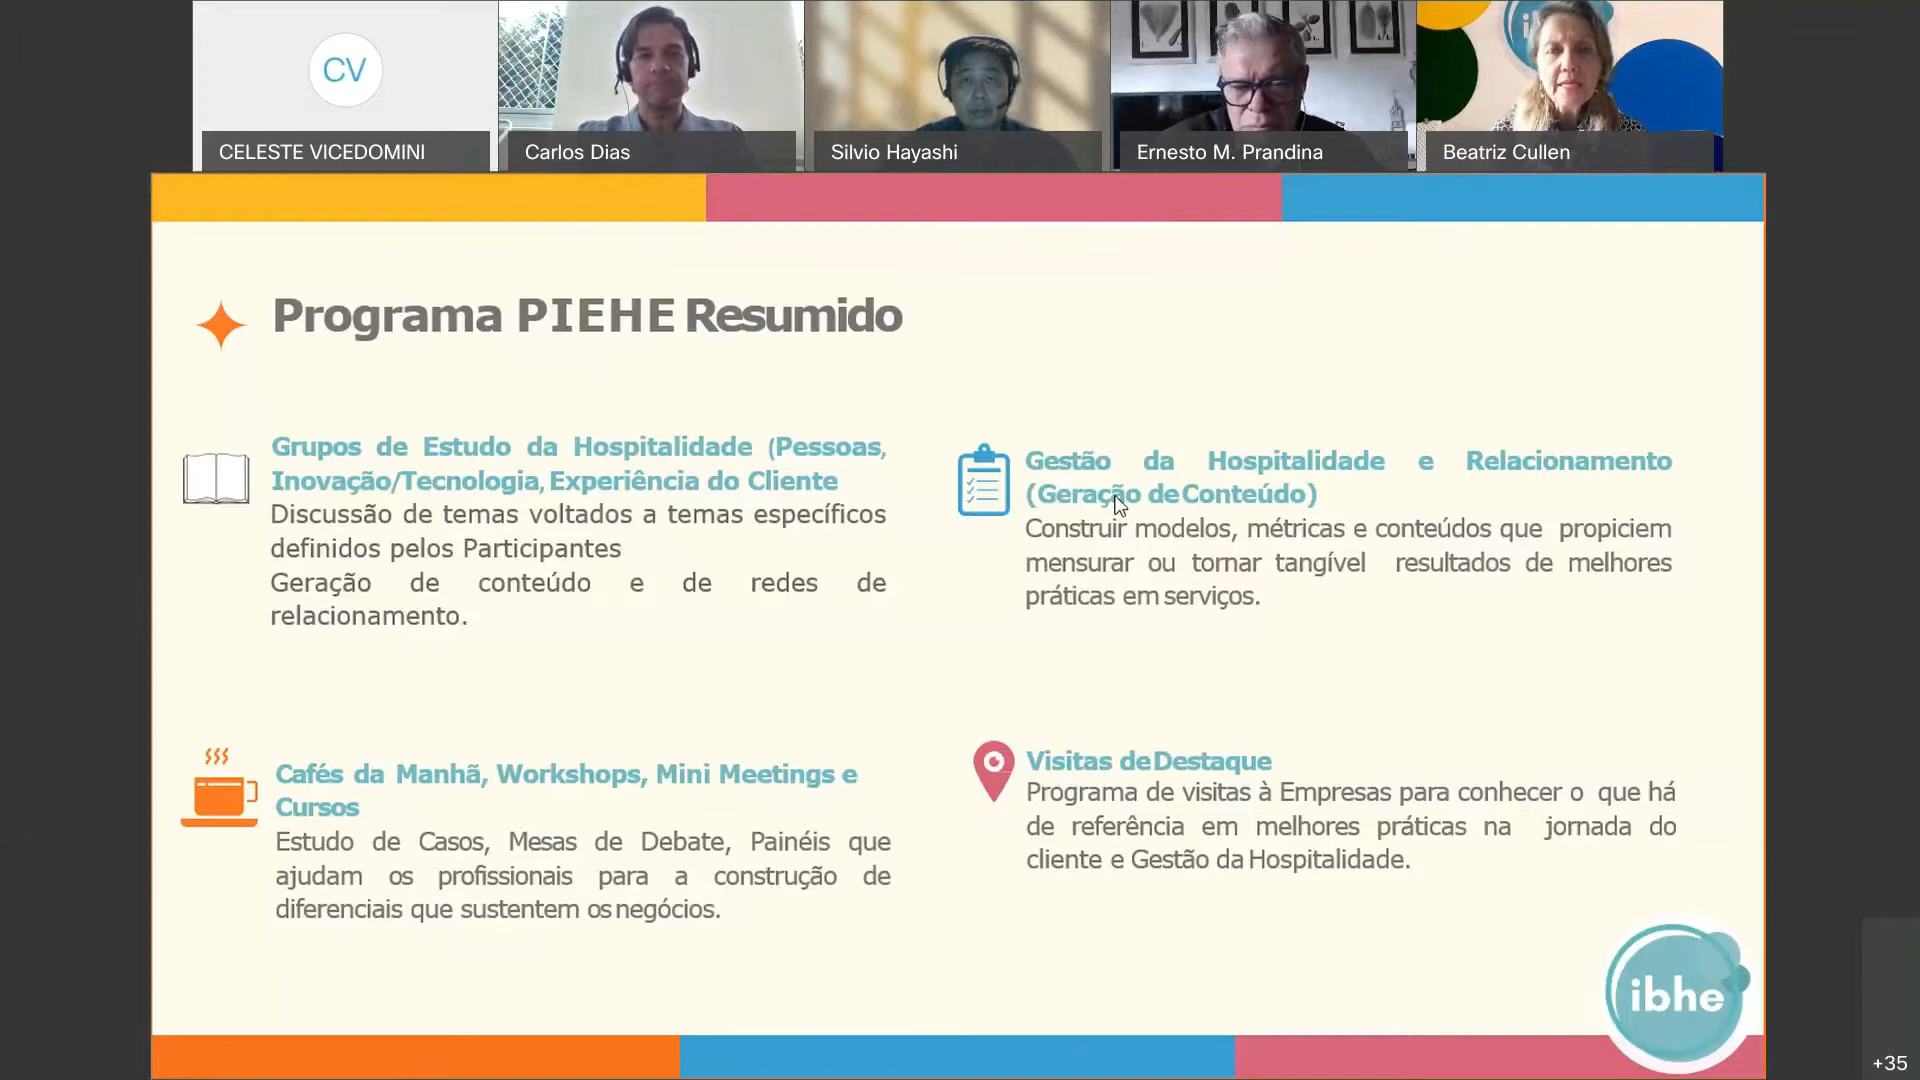 CV
CELESTE VICEDOMINI
Carlos Dias
Silvio Hayashi
Ernesto M. Prandina
Beatriz Cullen
Programa PIEHE Resumido
Grupos de Estudo da Hospitalidade (Pessoas,
Inovação/Tecnologia, Experiência do Cliente
Discussão de temas voltados a temas específicos
definidos pelos Participantes
Geração de conteúdo e de redes de
relacionamento.
Gestão da Hospitalidade e Relacionamento
(Geração de Conteúdo)
Construir modelos, métricas e conteúdos que propiciem
mensurar ou tornar tangível resultados de melhores
práticas em serviços.
Cafés da Manhã, Workshops, Mini Meetings e
Cursos
Estudo de Casos, Mesas de Debate, Painéis que
ajudam os profissionais para a construção de
diferenciais que sustentem os negócios.
Visitas de Destaque
Programa de visitas à Empresas para conhecer o que há
de referência em melhores práticas na jornada do
cliente e Gestão da Hospitalidade.
ibhe
+35